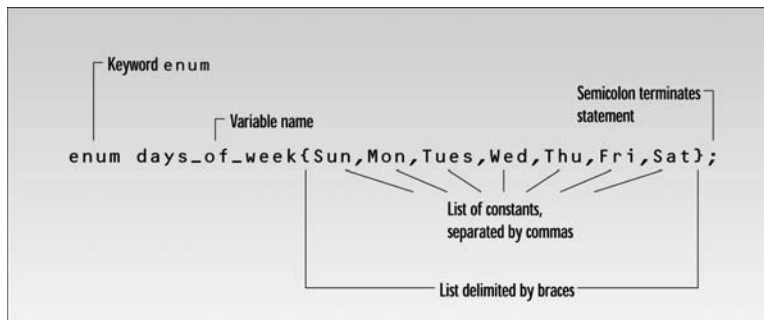 Keyword enum
Semicolon terminates
statement
Variable name
enum days_of_week{Sun,Mon,Tues,Wed,Thu,Fri,Sat};
List of constants,
separated by commas
List delimited by braces